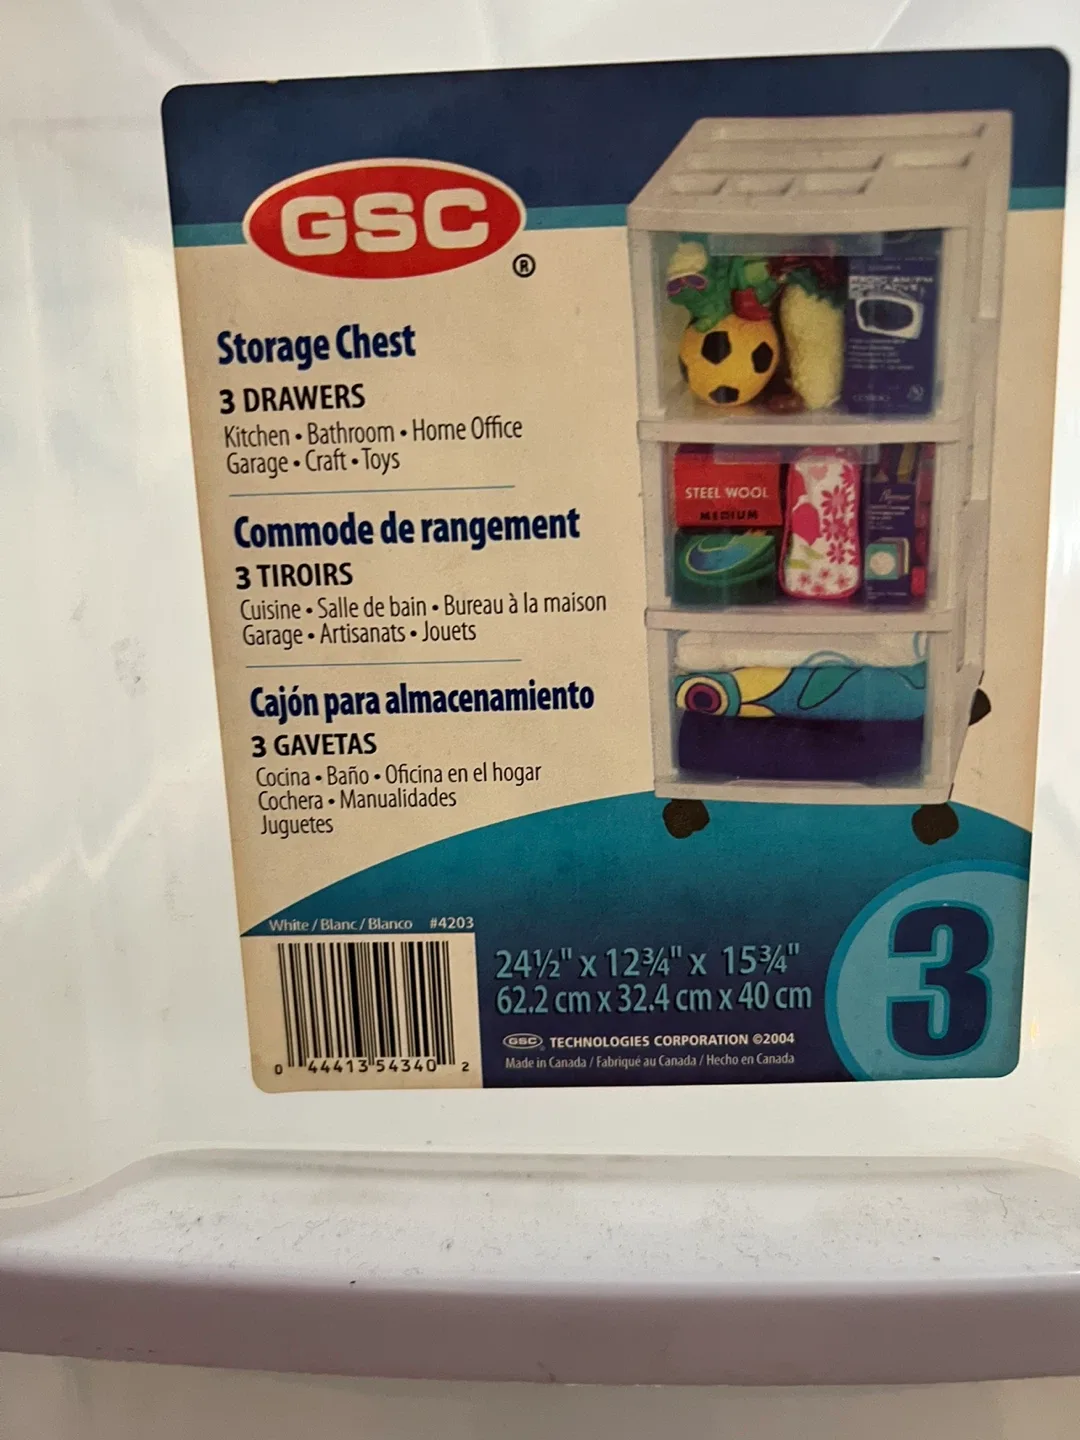 GSC
®
Storage Chest
3 DRAWERS
Kitchen • Bathroom • Home Office
Garage • Craft • Toys
Commode de rangement
3 TIROIRS
Cuisine • Salle de bain • Bureau à la maison
Garage • Artisanats • Jouets
Cajón para almacenamiento
3 GAVETAS
Cocina • Baño • Oficina en el hogar
Cochera • Manualidades
Juguetes
STEEL WOOL
MEDIUM
White / Blanc / Blanco #4203
0 44413 54340 2
24½" x 12¾" x 15¾"
62.2 cm x 32.4 cm x 40 cm
GSC TECHNOLOGIES CORPORATION ©2004
Made in Canada / Fabriqué au Canada / Hecho en Canada
3